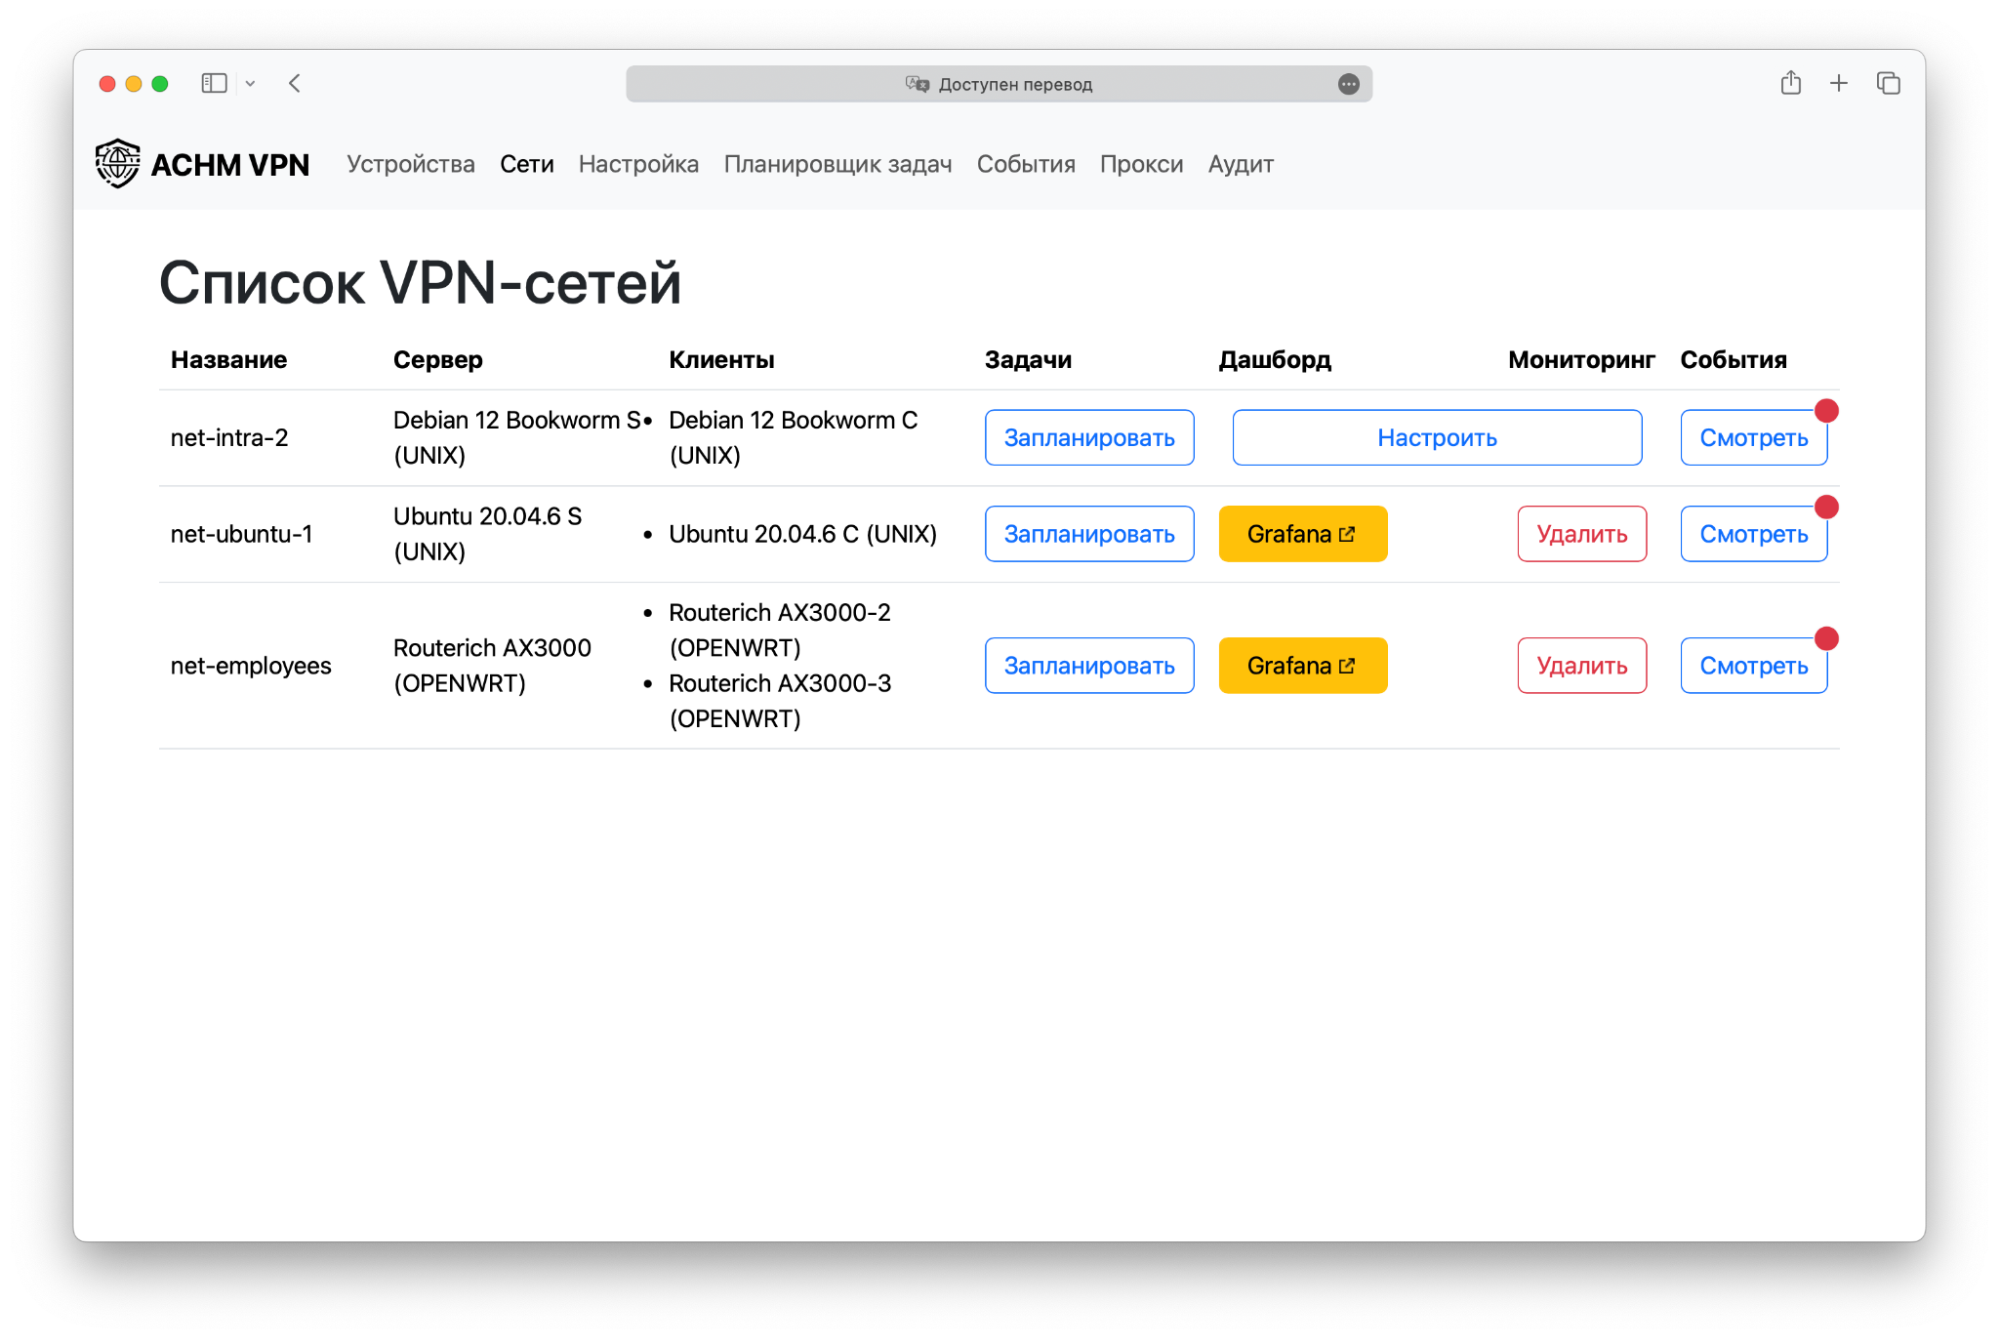 Доступен перевод
ACHM VPN Устройства Сети Настройка Планировщик задач События Прокси Аудит
Список VPN-сетей
Название Сервер Клиенты Задачи Дашборд Мониторинг События
net-intra-2
Debian 12 Bookworm S
(UNIX)
• Debian 12 Bookworm C
(UNIX)
Запланировать
Настроить
Смотреть
net-ubuntu-1
Ubuntu 20.04.6 S
(UNIX)
• Ubuntu 20.04.6 C (UNIX)
Запланировать
Grafana
Удалить
Смотреть
net-employees
Routerich AX3000
(OPENWRT)
• Routerich AX3000-2
(OPENWRT)
• Routerich AX3000-3
(OPENWRT)
Запланировать
Grafana
Удалить
Смотреть